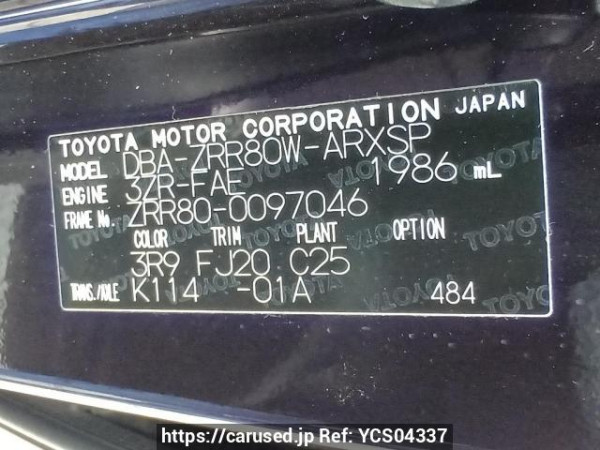 TOYOTA MOTOR CORPORATION JAPAN
MODEL DBA-ZRR80W-ARXSP
ENGINE 3ZR-FAE 1986 mL
FRAME No. ZRR80-0097046
COLOR TRIM PLANT OPTION
3R9 FJ20 C25
TRANS./AXLE K114 -01A 484
https://carused.jp Ref: YCS04337